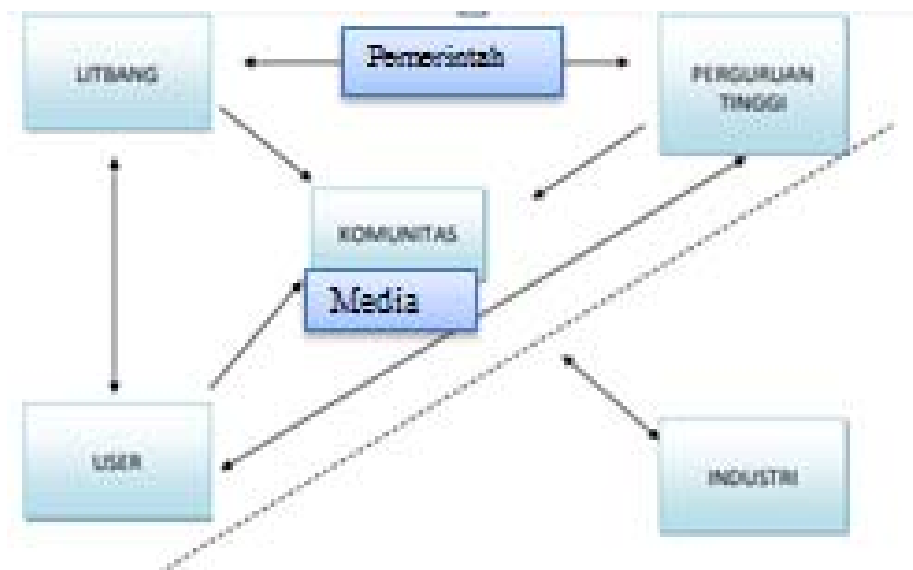 LITBANG
Pemerintah
PERGURUAN
TINGGI
KOMUNITAS
Media
USER
INDUSTRI